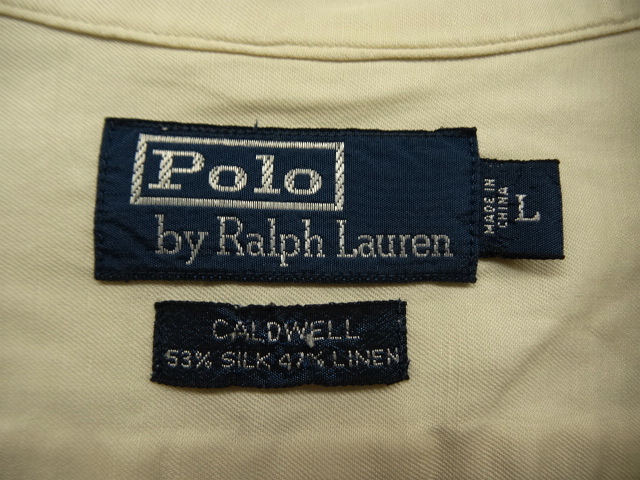 Polo
by Ralph Lauren
MADE IN
CHINA
L
CALDWELL
53% SILK 47% LINEN